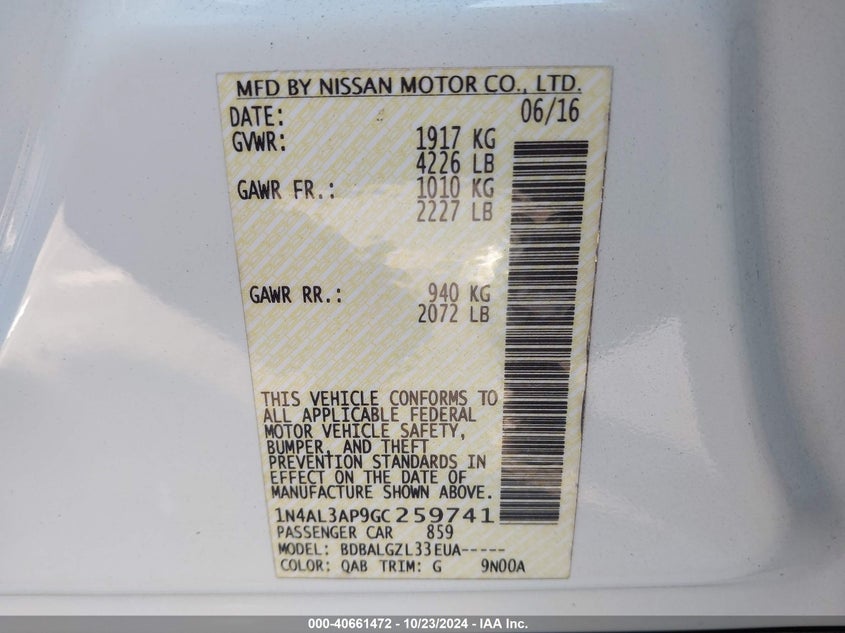 MFD BY NISSAN MOTOR CO., LTD.
DATE: 06/16
GVWR: 1917 KG
4226 LB
GAWR FR.: 1010 KG
2227 LB
GAWR RR.: 940 KG
2072 LB
THIS VEHICLE CONFORMS TO
ALL APPLICABLE FEDERAL
MOTOR VEHICLE SAFETY,
BUMPER, AND THEFT
PREVENTION STANDARDS IN
EFFECT ON THE DATE OF
MANUFACTURE SHOWN ABOVE.
1N4AL3AP9GC259741
PASSENGER CAR 859
MODEL: BDBALGZL33EUA-----
COLOR: QAB TRIM: G 9N00A
000-40661472 - 10/23/2024 - IAA Inc.